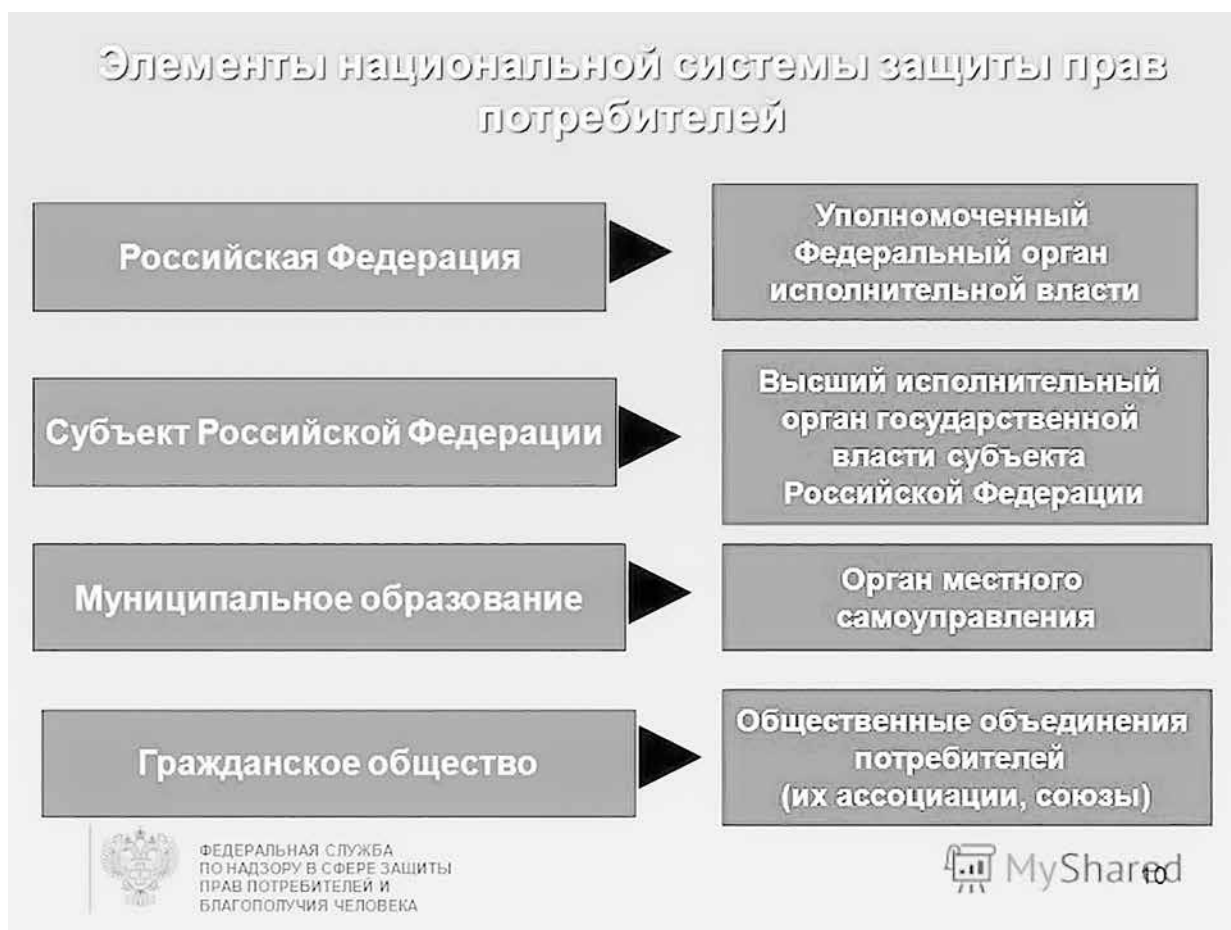 Элементы национальной системы защиты прав
потребителей
Российская Федерация
Уполномоченный
Федеральный орган
исполнительной власти
Субъект Российской Федерации
Высший исполнительный
орган государственной
власти субъекта
Российской Федерации
Муниципальное образование
Орган местного
самоуправления
Гражданское общество
Общественные объединения
потребителей
(их ассоциации, союзы)
ФЕДЕРАЛЬНАЯ СЛУЖБА
ПО НАДЗОРУ В СФЕРЕ ЗАЩИТЫ
ПРАВ ПОТРЕБИТЕЛЕЙ И
БЛАГОПОЛУЧИЯ ЧЕЛОВЕКА
MyShared
10